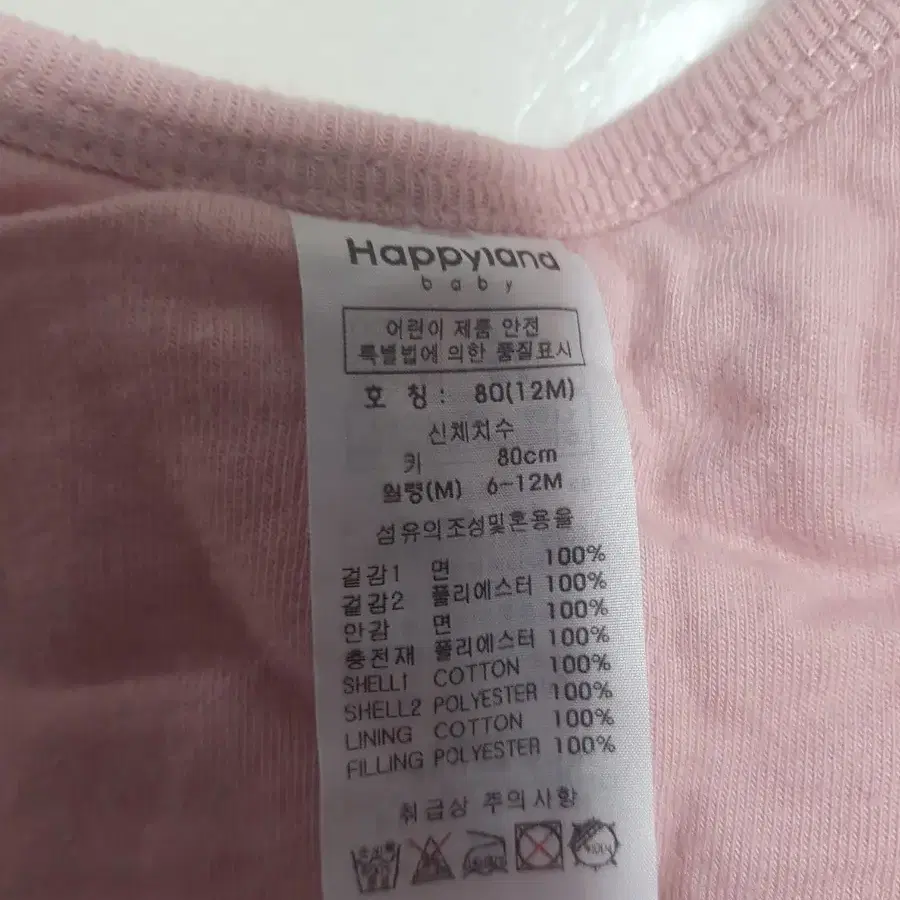 Happyland
baby
어린이 제품 안전
특별법에 의한 품질표시
호 칭 : 80(12M)
신체치수
키 80cm
월령(M) 6-12M
섬유의조성및혼용율
겉감1 면 100%
겉감2 폴리에스터 100%
안감 면 100%
충전재 폴리에스터 100%
SHELL1 COTTON 100%
SHELL2 POLYESTER 100%
LINING COTTON 100%
FILLING POLYESTER 100%
취급상 주의사항